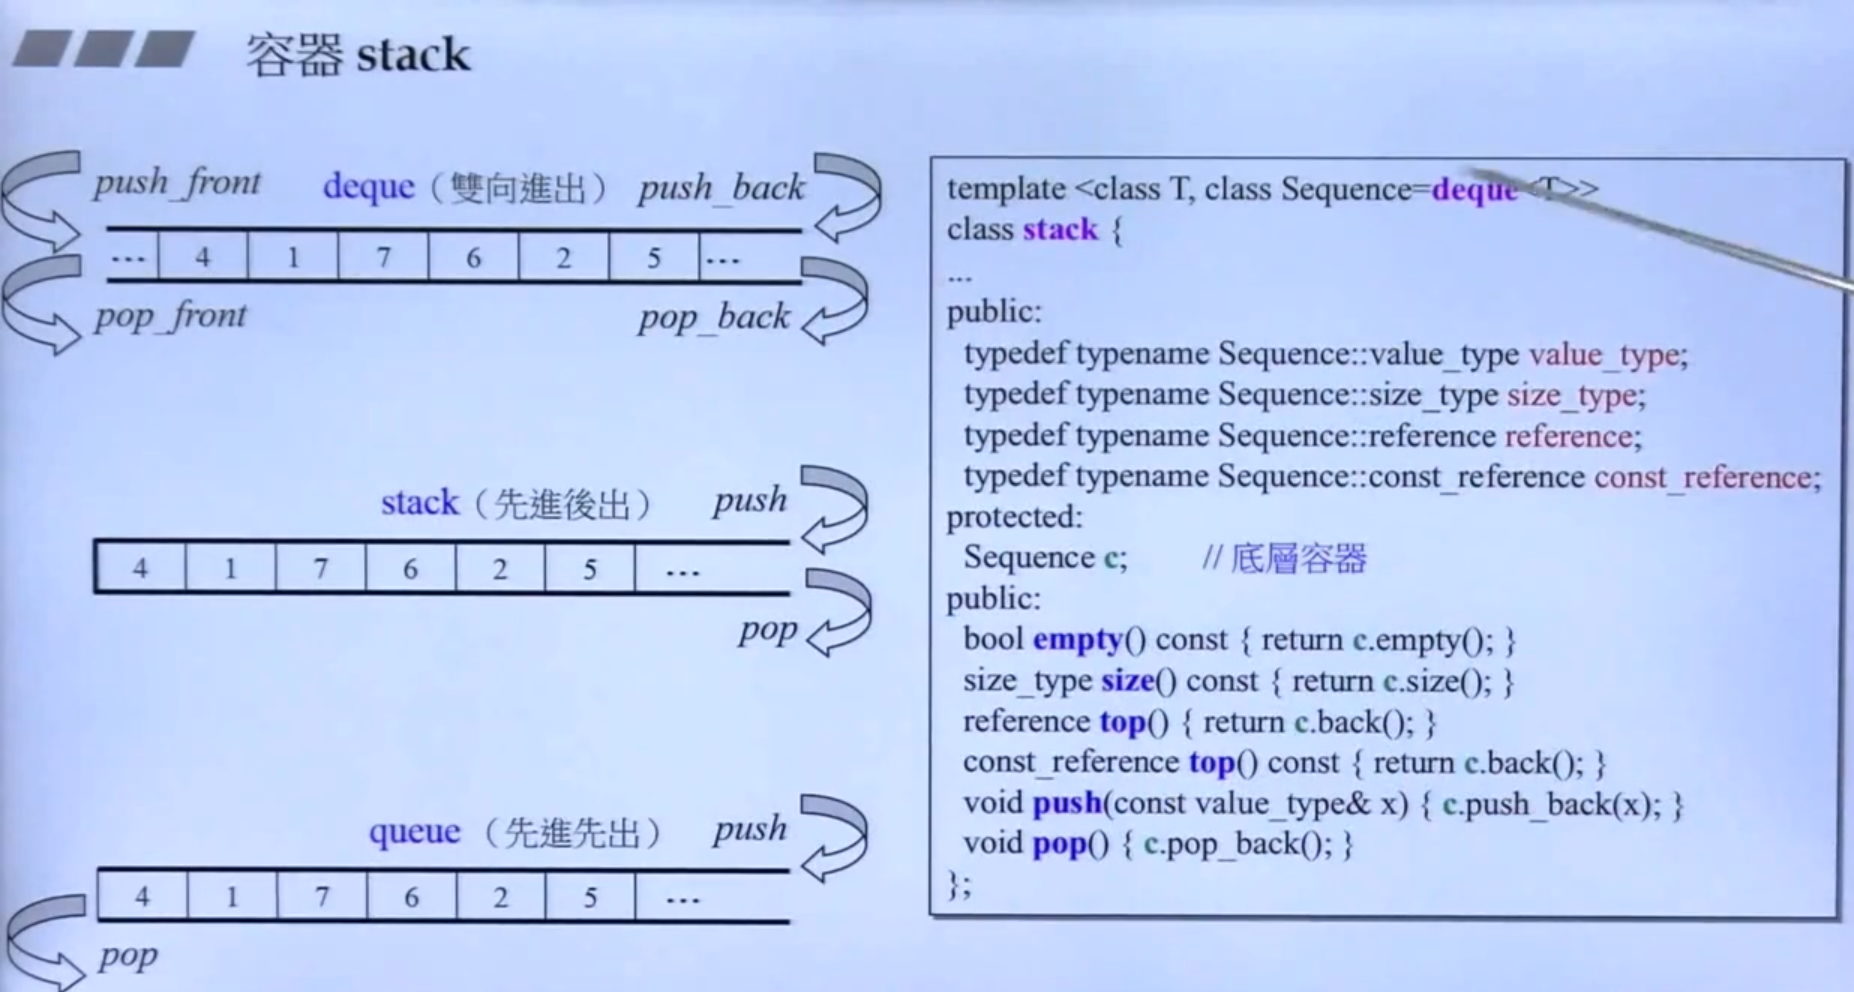 容器 stack
push_front deque（雙向進出） push_back
… 4 1 7 6 2 5 …
pop_front pop_back
stack（先進後出） push
4 1 7 6 2 5 …
pop
queue （先進先出） push
4 1 7 6 2 5 …
pop
template <class T, class Sequence=deque<T>>
class stack {
...
public:
typedef typename Sequence::value_type value_type;
typedef typename Sequence::size_type size_type;
typedef typename Sequence::reference reference;
typedef typename Sequence::const_reference const_reference;
protected:
Sequence c; // 底層容器
public:
bool empty() const { return c.empty(); }
size_type size() const { return c.size(); }
reference top() { return c.back(); }
const_reference top() const { return c.back(); }
void push(const value_type& x) { c.push_back(x); }
void pop() { c.pop_back(); }
};